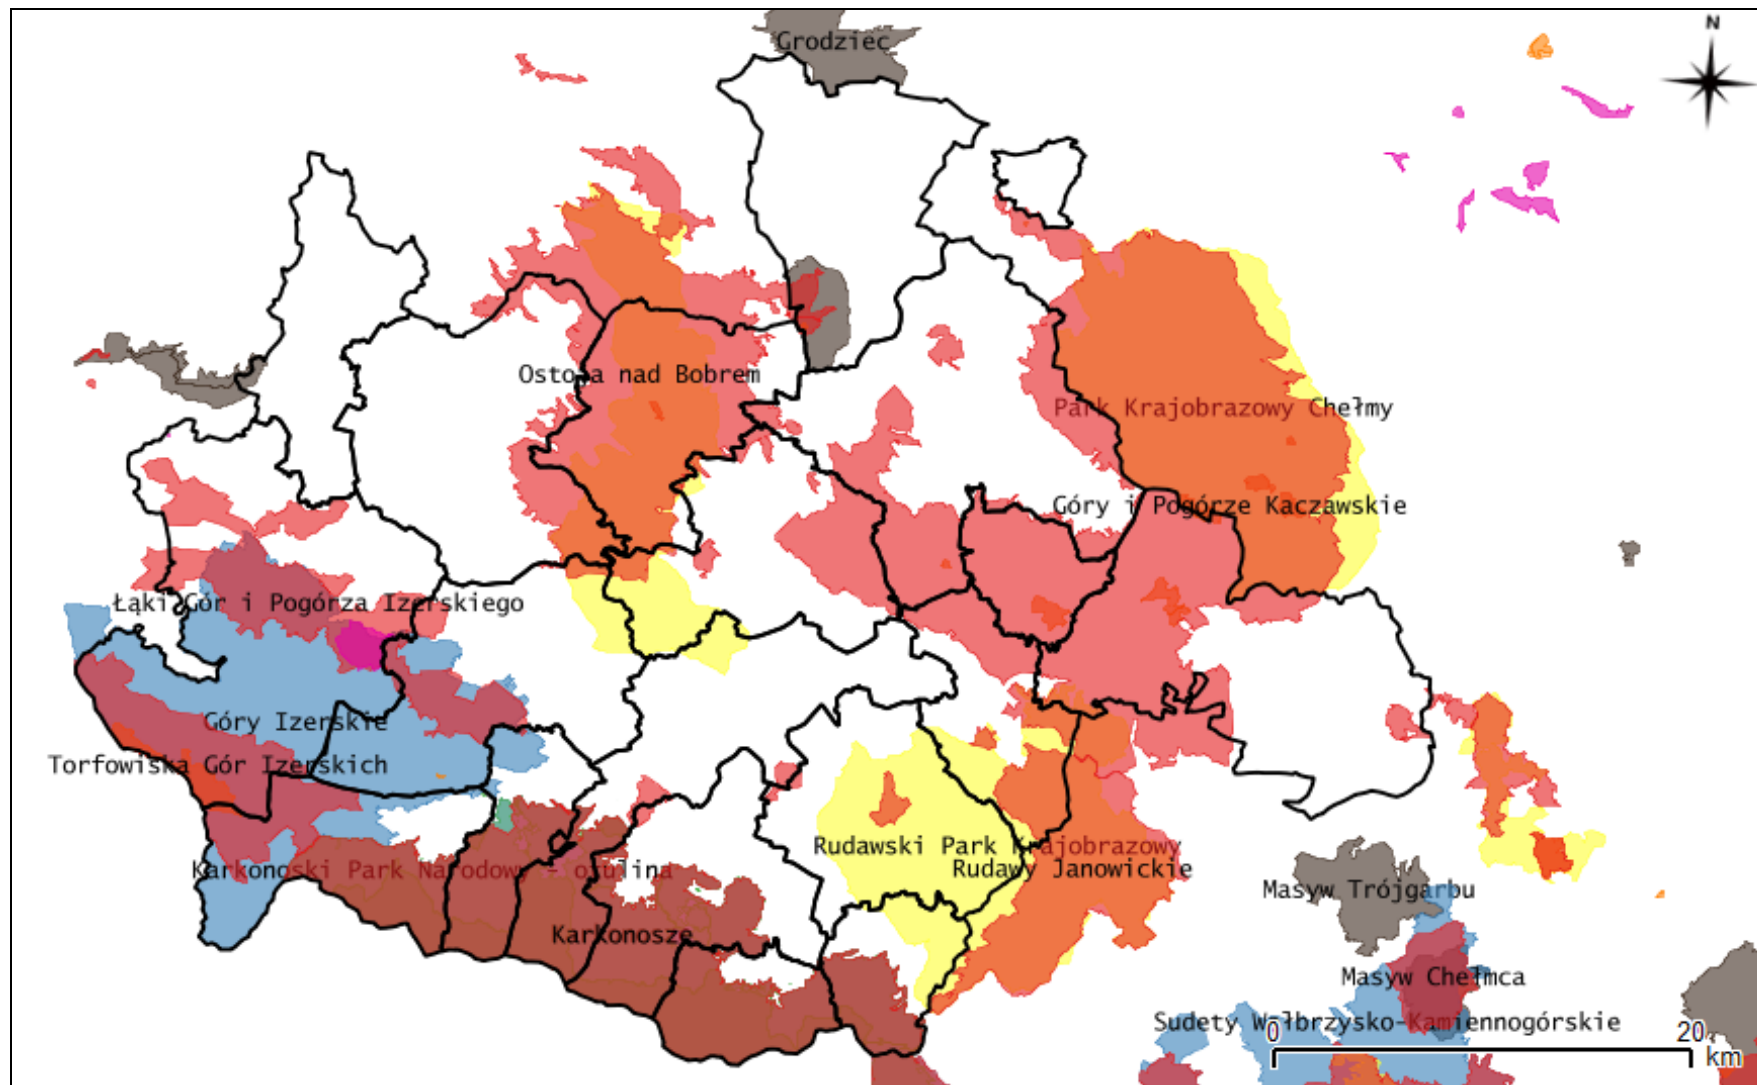 N
Grodziec
Ostoja nad Bobrem
Park Krajobrazowy Chełmy
Góry i Pogórze Kaczawskie
Łąki Gór i Pogórza Izerskiego
Góry Izerskie
Torfowiska Gór Izerskich
Rudawski Park Krajobrazowy
Rudawy Janowickie
Karkonoski Park Narodowy - otulina
Masyw Trójgarbu
Karkonosze
Masyw Chełmca
Sudety Wałbrzysko-Kamiennogórskie
0 20
km